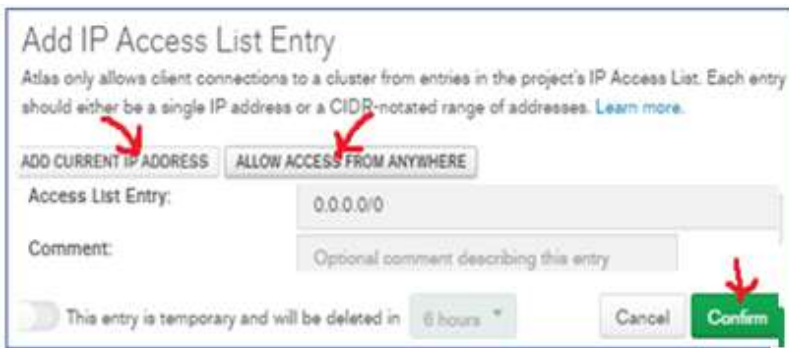 Add IP Access List Entry
Atlas only allows client connections to a cluster from entries in the project's IP Access List. Each entry
should either be a single IP address or a CIDR-notated range of addresses. Learn more.
ADD CURRENT IP ADDRESS ALLOW ACCESS FROM ANYWHERE
Access List Entry: 0.0.0.0/0
Comment: Optional comment describing this entry
This entry is temporary and will be deleted in 6 hours Cancel Confirm